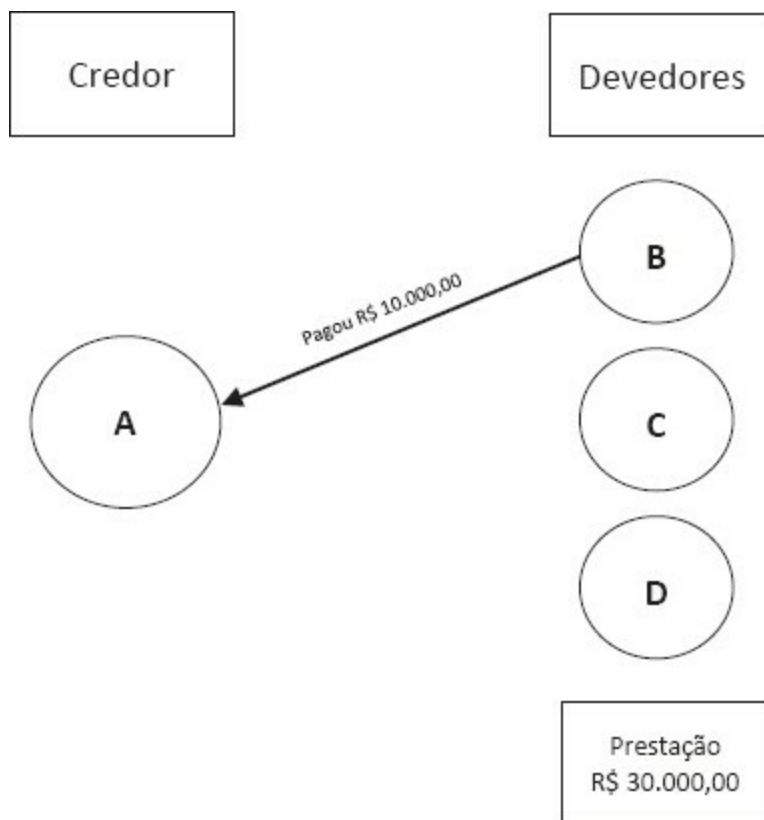 Credor
Devedores
B
Pagou R$ 10.000,00
A
C
D
Prestação
R$ 30.000,00